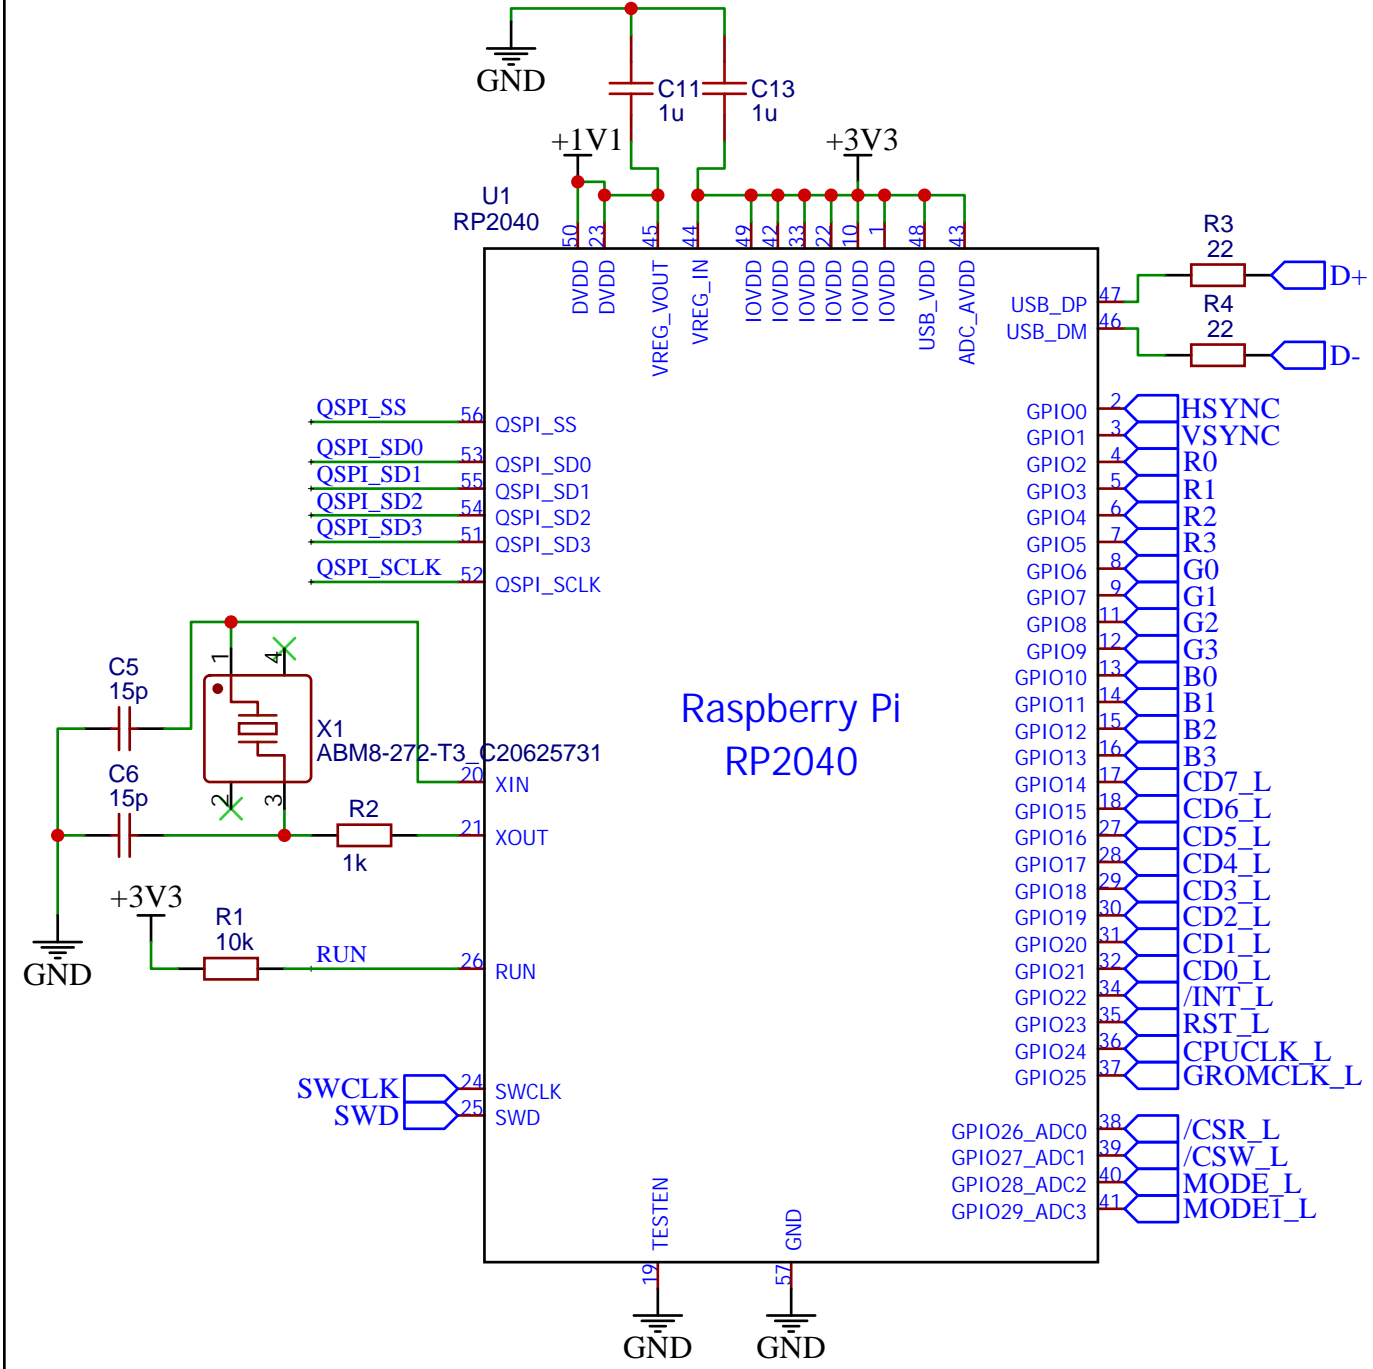 GND
C11
1u
C13
1u
+1V1
+3V3
U1
RP2040
50
23
45
44
49
42
33
22
10
1
48
43
DVDD
DVDD
VREG_VOUT
VREG_IN
IOVDD
IOVDD
IOVDD
IOVDD
IOVDD
IOVDD
USB_VDD
ADC_AVDD
R3
22
USB_DP 47 D+
R4
22
USB_DM 46 D-
QSPI_SS 56 QSPI_SS
QSPI_SD0 53 QSPI_SD0
QSPI_SD1 55 QSPI_SD1
QSPI_SD2 54 QSPI_SD2
QSPI_SD3 51 QSPI_SD3
QSPI_SCLK 52 QSPI_SCLK
GPIO0 2 HSYNC
GPIO1 3 VSYNC
GPIO2 4 R0
GPIO3 5 R1
GPIO4 6 R2
GPIO5 7 R3
GPIO6 8 G0
GPIO7 9 G1
GPIO8 11 G2
GPIO9 12 G3
GPIO10 13 B0
GPIO11 14 B1
GPIO12 15 B2
GPIO13 16 B3
GPIO14 17 CD7_L
GPIO15 18 CD6_L
GPIO16 27 CD5_L
GPIO17 28 CD4_L
GPIO18 29 CD3_L
GPIO19 30 CD2_L
GPIO20 31 CD1_L
GPIO21 32 CD0_L
GPIO22 34 /INT_L
GPIO23 35 RST_L
GPIO24 36 CPUCLK_L
GPIO25 37 GROMCLK_L
GPIO26_ADC0 38 /CSR_L
GPIO27_ADC1 39 /CSW_L
GPIO28_ADC2 40 MODE_L
GPIO29_ADC3 41 MODE1_L
Raspberry Pi
RP2040
1
4
C5
15p
X1
ABM8-272-T3_C20625731
C6
15p
2
3
20 XIN
R2
1k
21 XOUT
+3V3
R1
10k
RUN 26 RUN
GND
SWCLK 24 SWCLK
SWD 25 SWD
TESTEN
19
GND
GND
57
GND